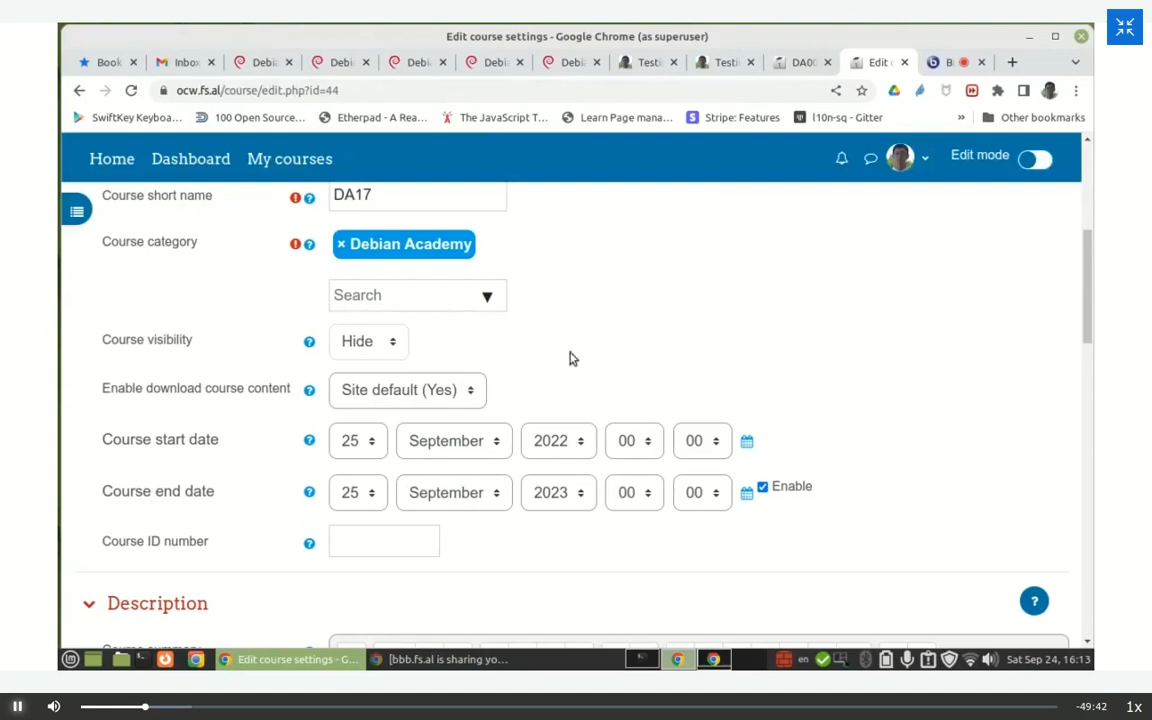 Edit course settings - Google Chrome (as superuser)
Book
Inbox
Debi
Debi
Debi
Debi
Debi
Testi
Testi
DA00
Edit c
B
ocw.fs.al/course/edit.php?id=44
SwiftKey Keyboa...
100 Open Source...
Etherpad - A Rea...
The JavaScript T...
Learn Page mana...
Stripe: Features
l10n-sq - Gitter
»
Other bookmarks
Home
Dashboard
My courses
Edit mode
Course short name
DA17
Course category
× Debian Academy
Search
Course visibility
Hide
Enable download course content
Site default (Yes)
Course start date
25
September
2022
00
00
Course end date
25
September
2023
00
00
Enable
Course ID number
Description
?
Edit course settings - G...
[bbb.fs.al is sharing yo...
en
Sat Sep 24, 16:13
-49:42
1x